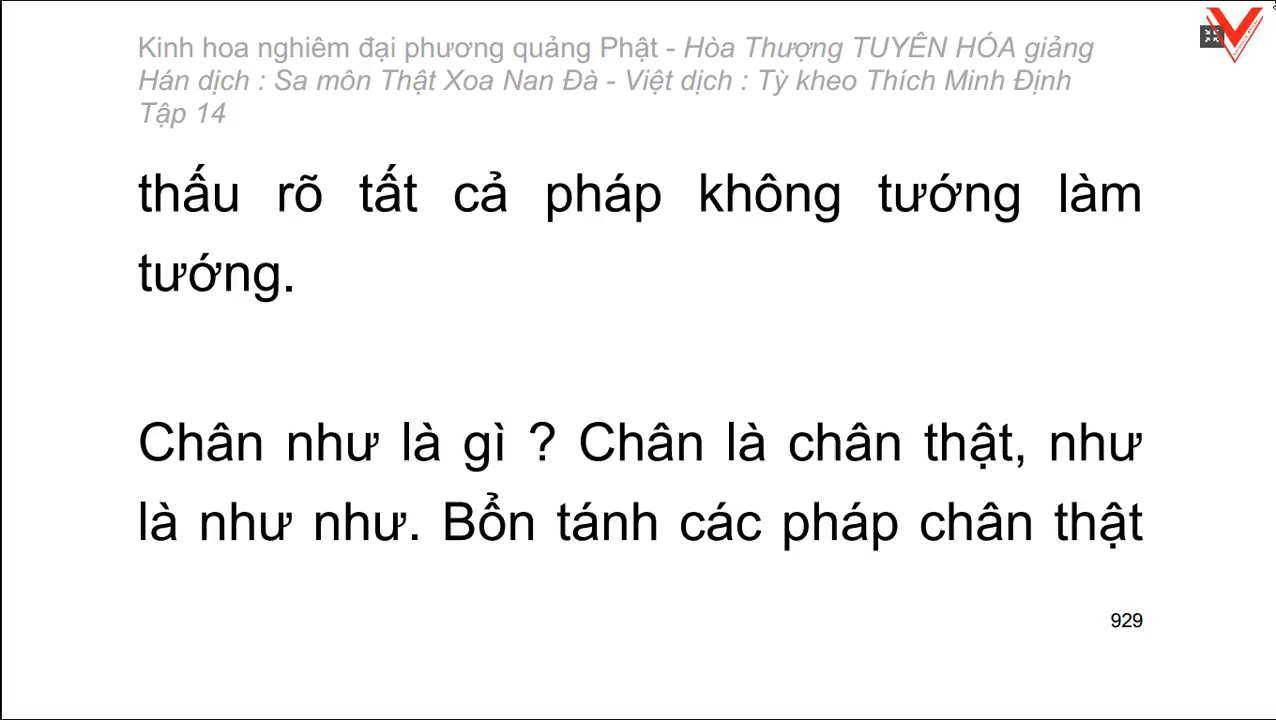 Kinh hoa nghiêm đại phương quảng Phật - Hòa Thượng TUYÊN HÓA giảng
Hán dịch : Sa môn Thật Xoa Nan Đà - Việt dịch : Tỳ kheo Thích Minh Định
Tập 14
thấu rõ tất cả pháp không tướng làm
tướng.
Chân như là gì ? Chân là chân thật, như
là như như. Bổn tánh các pháp chân thật
929